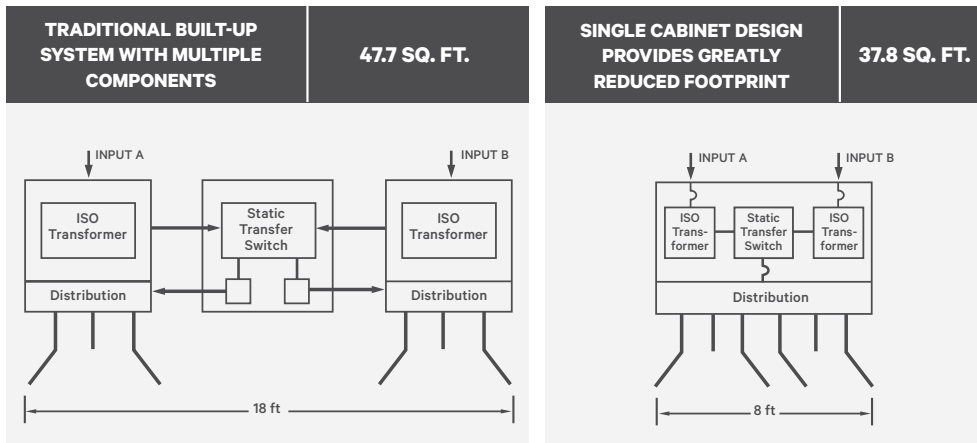 TRADITIONAL BUILT-UP
SYSTEM WITH MULTIPLE
COMPONENTS
47.7 SQ. FT.
INPUT A
INPUT B
ISO
Transformer
Static
Transfer
Switch
ISO
Transformer
Distribution
Distribution
18 ft
SINGLE CABINET DESIGN
PROVIDES GREATLY
REDUCED FOOTPRINT
37.8 SQ. FT.
INPUT A
INPUT B
ISO
Trans-
former
Static
Transfer
Switch
ISO
Trans-
former
Distribution
8 ft